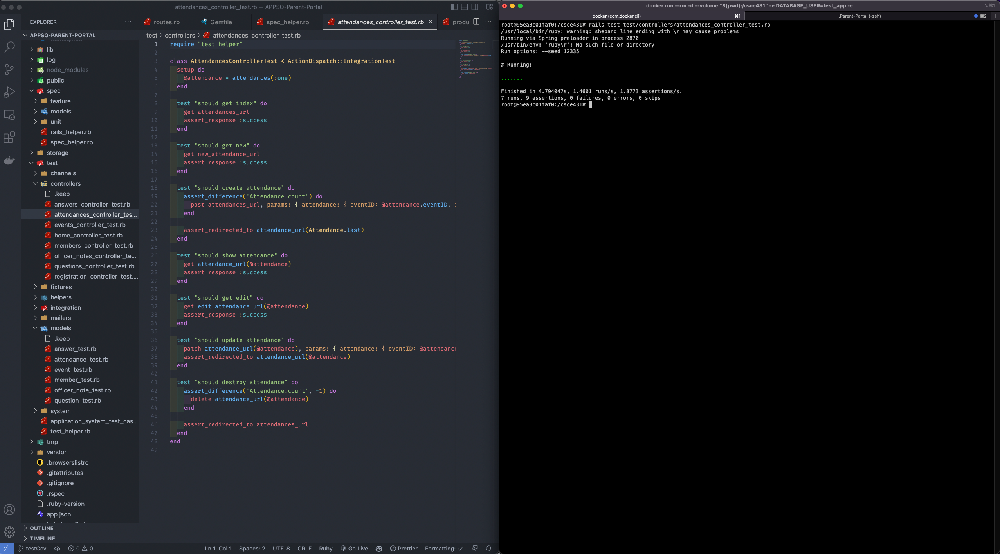 attendances_controller_test.rb — APPSO-Parent-Portal
EXPLORER
routes.rb
Gemfile
spec_helper.rb
attendances_controller_test.rb
produ
APPSO-PARENT-PORTAL
lib
log
node_modules
public
spec
feature
models
unit
rails_helper.rb
spec_helper.rb
storage
test
channels
controllers
.keep
answers_controller_test.rb
attendances_controller_tes...
events_controller_test.rb
home_controller_test.rb
members_controller_test.rb
officer_notes_controller_te...
questions_controller_test.rb
registration_controller_test....
fixtures
helpers
integration
mailers
models
.keep
answer_test.rb
attendance_test.rb
event_test.rb
member_test.rb
officer_note_test.rb
question_test.rb
system
application_system_test_cas...
test_helper.rb
tmp
vendor
.browserslistrc
.gitattributes
.gitignore
.rspec
.ruby-version
app.json
OUTLINE
TIMELINE
test > controllers > attendances_controller_test.rb
1 require "test_helper"
2
3 class AttendancesControllerTest < ActionDispatch::IntegrationTest
4 setup do
5 @attendance = attendances(:one)
6 end
7
8 test "should get index" do
9 get attendances_url
10 assert_response :success
11 end
12
13 test "should get new" do
14 get new_attendance_url
15 assert_response :success
16 end
17
18 test "should create attendance" do
19 assert_difference('Attendance.count') do
20 post attendances_url, params: { attendance: { eventID: @attendance.eventID, i
21 end
22
23 assert_redirected_to attendance_url(Attendance.last)
24 end
25
26 test "should show attendance" do
27 get attendance_url(@attendance)
28 assert_response :success
29 end
30
31 test "should get edit" do
32 get edit_attendance_url(@attendance)
33 assert_response :success
34 end
35
36 test "should update attendance" do
37 patch attendance_url(@attendance), params: { attendance: { eventID: @attendance
38 assert_redirected_to attendance_url(@attendance)
39 end
40
41 test "should destroy attendance" do
42 assert_difference('Attendance.count', -1) do
43 delete attendance_url(@attendance)
44 end
45
46 assert_redirected_to attendances_url
47 end
48 end
49
testCov 0 0 Ln 1, Col 1 Spaces: 2 UTF-8 CRLF Ruby Go Live Prettier Formatting: ✓
docker run --rm -it --volume "$(pwd):/csce431" -e DATABASE_USER=test_app -e ⌥⌘1
docker (com.docker.cli) ⌘1 ..Parent-Portal (-zsh) ⌘2
root@95ea3c01faf0:/csce431# rails test test/controllers/attendances_controller_test.rb
/usr/local/bin/ruby: warning: shebang line ending with \r may cause problems
Running via Spring preloader in process 2870
/usr/bin/env: ‘ruby\r’: No such file or directory
Run options: --seed 12335
# Running:
.......
Finished in 4.794047s, 1.4601 runs/s, 1.8773 assertions/s.
7 runs, 9 assertions, 0 failures, 0 errors, 0 skips
root@95ea3c01faf0:/csce431#